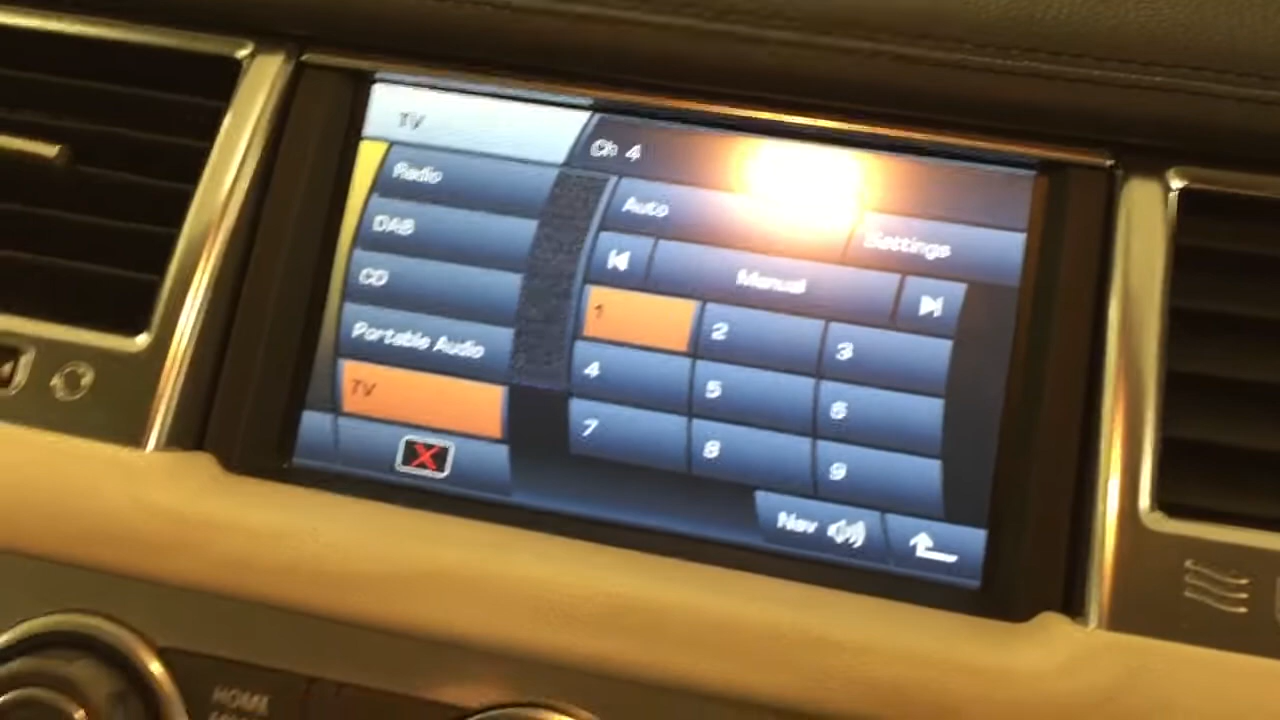 TV
Ch 4
Radio
DAB
CD
Portable Audio
TV
Auto
Settings
Manual
1 2 3
4 5 6
7 8 9
Nav
HOME